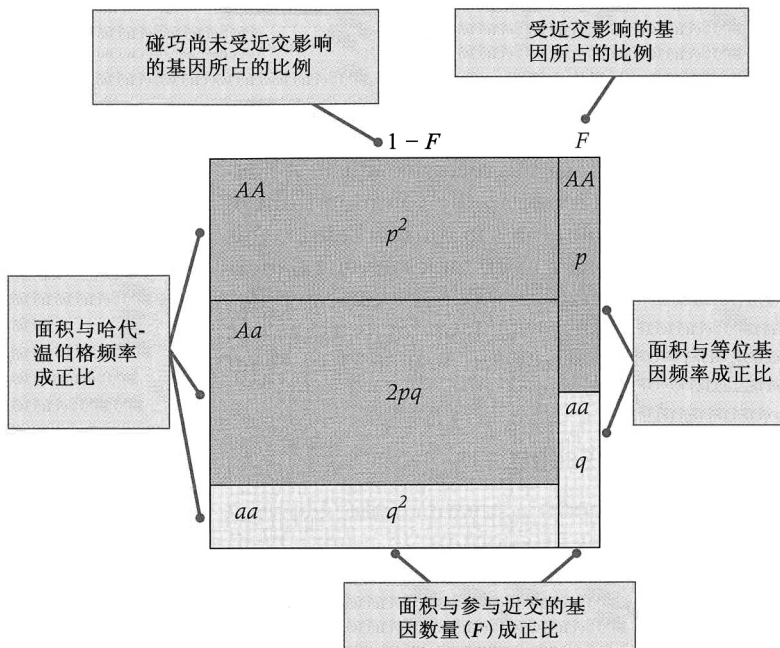 碰巧尚未受近交影响
的基因所占的比例
受近交影响的基
因所占的比例
1 − F
F
AA
p²
AA
p
Aa
2pq
aa
q²
aa
q
面积与哈代-
温伯格频率
成正比
面积与等位基
因频率成正比
面积与参与近交的基
因数量(F)成正比